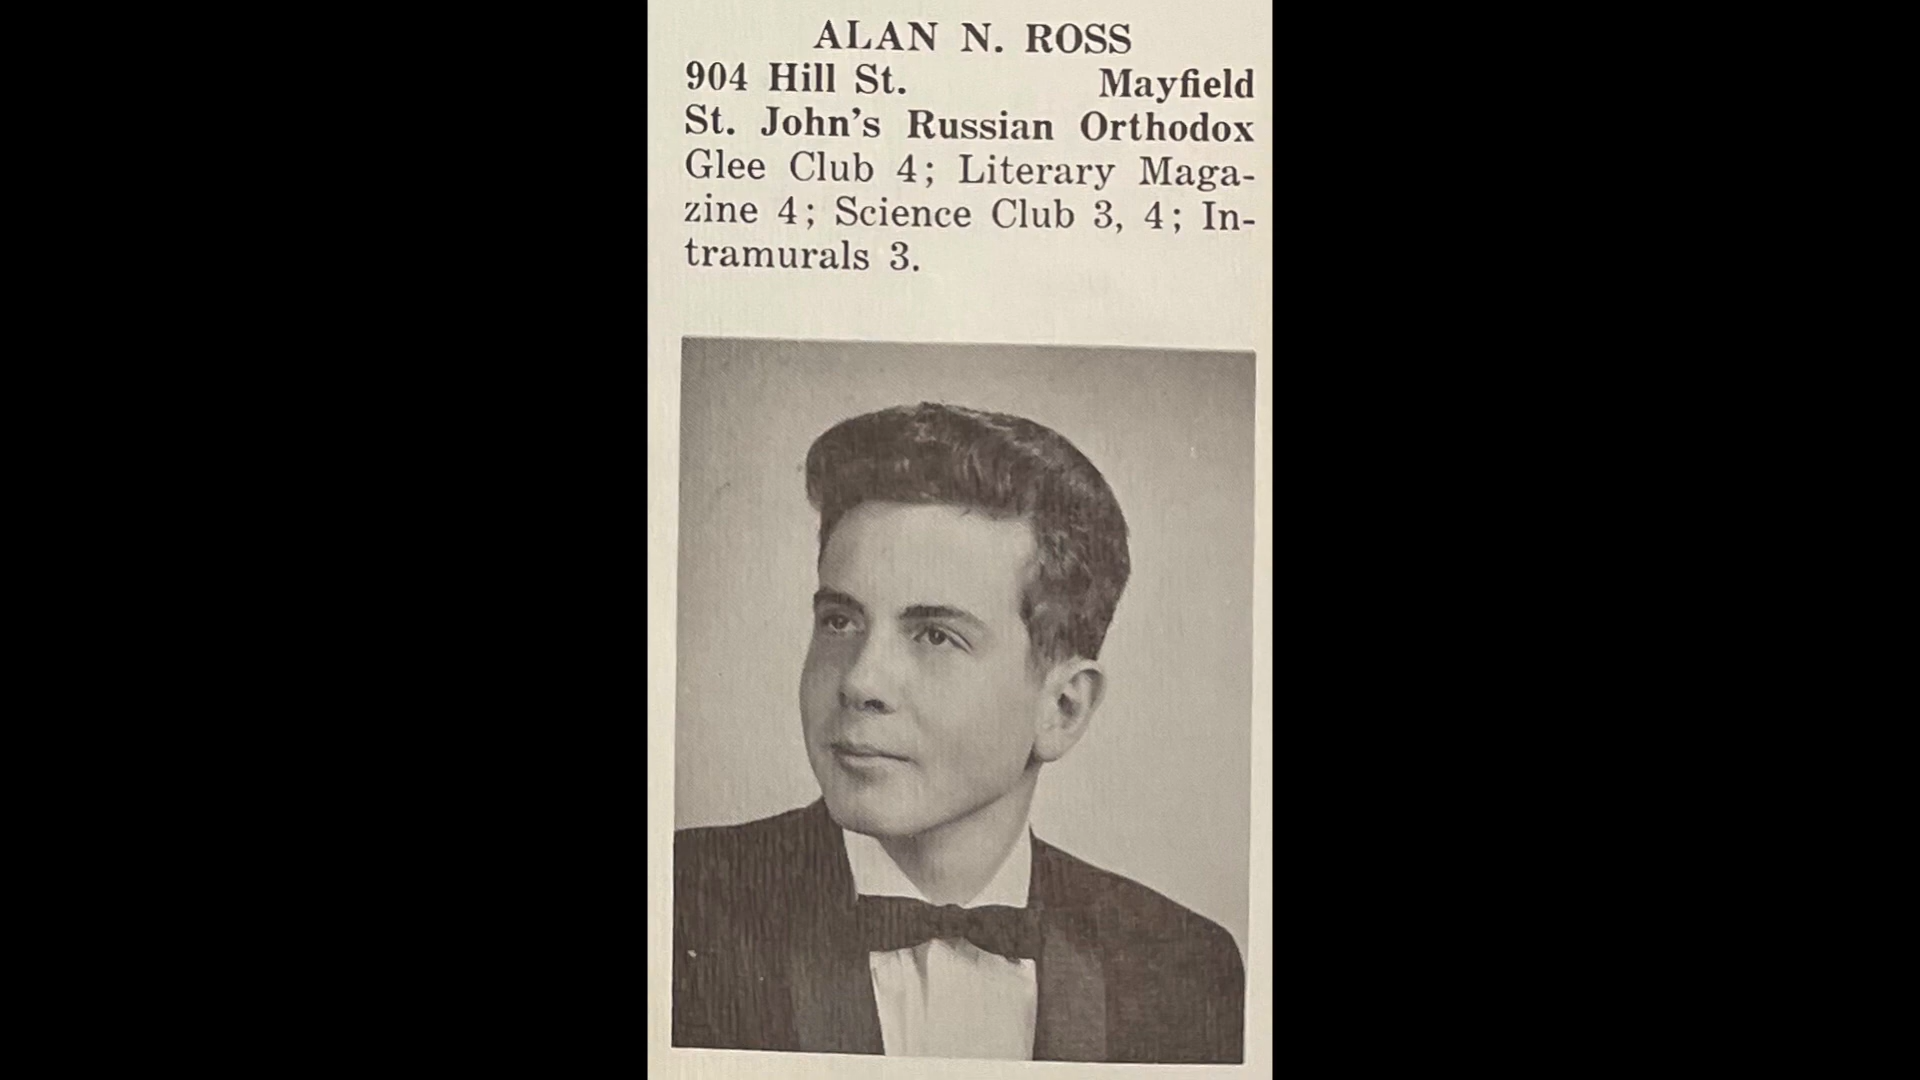 ALAN N. ROSS
904 Hill St. Mayfield
St. John's Russian Orthodox
Glee Club 4; Literary Maga-
zine 4; Science Club 3, 4; In-
tramurals 3.